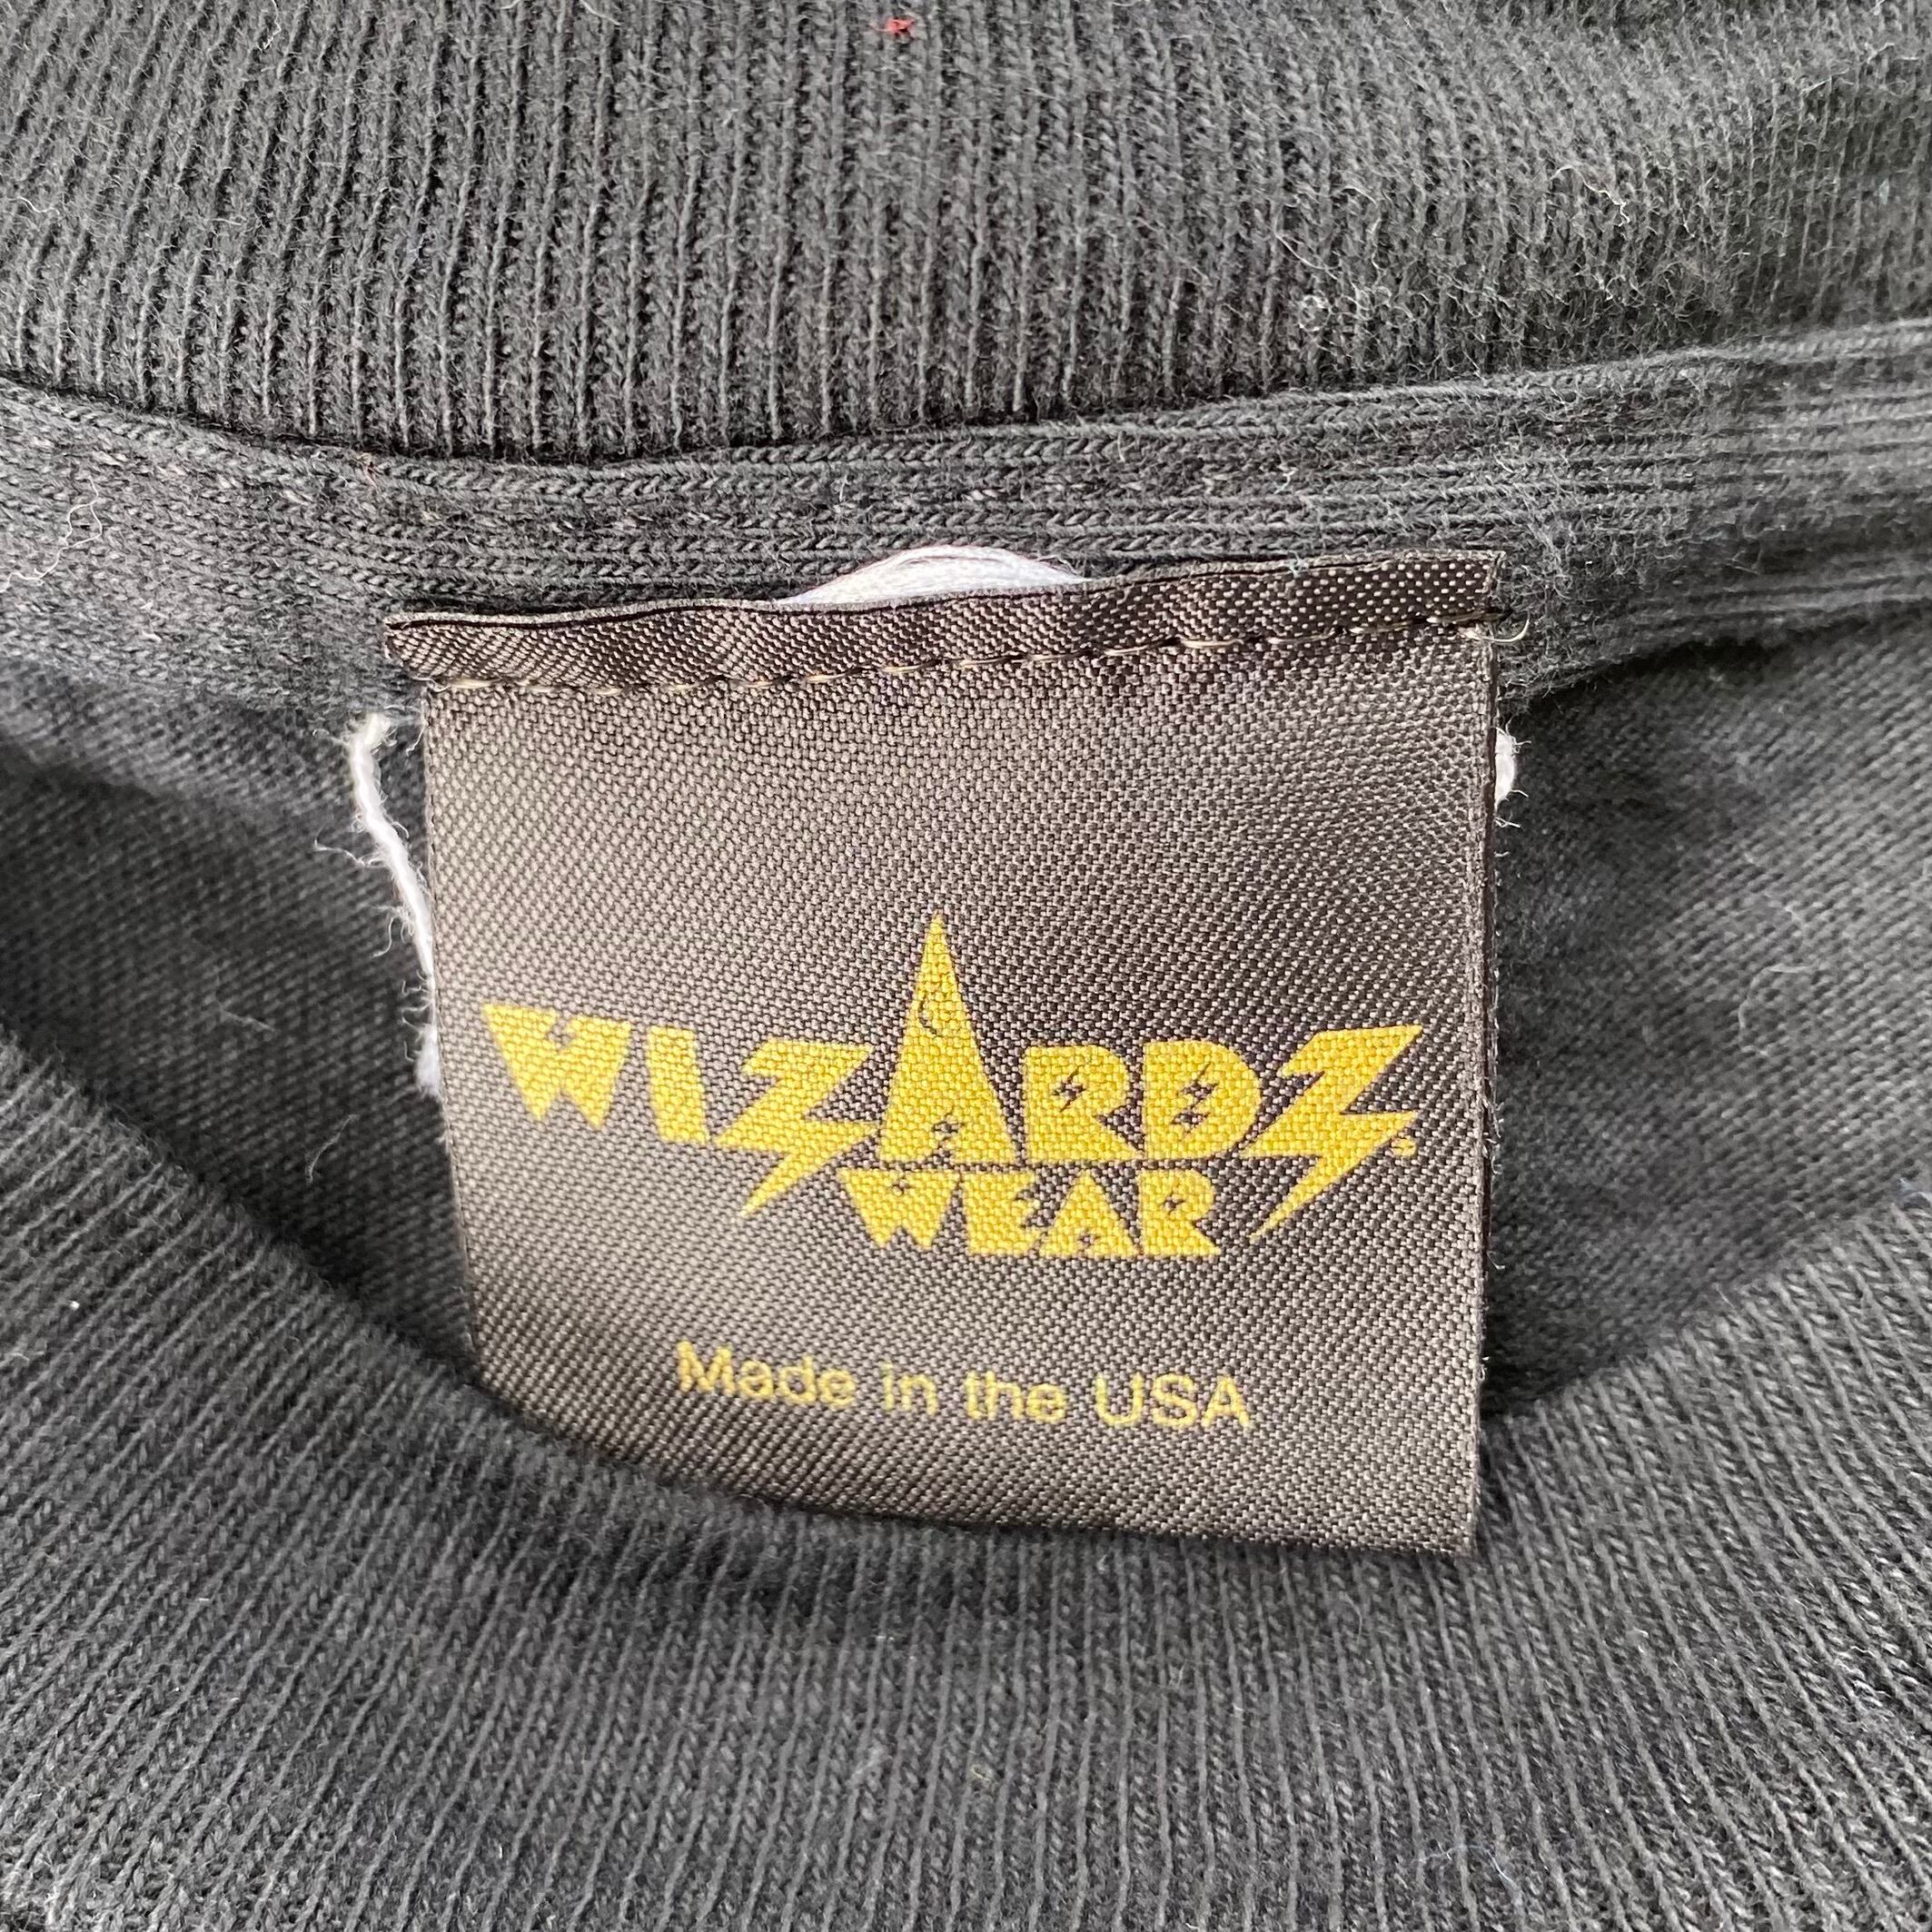 WIZARDZ
WEAR
Made in the USA